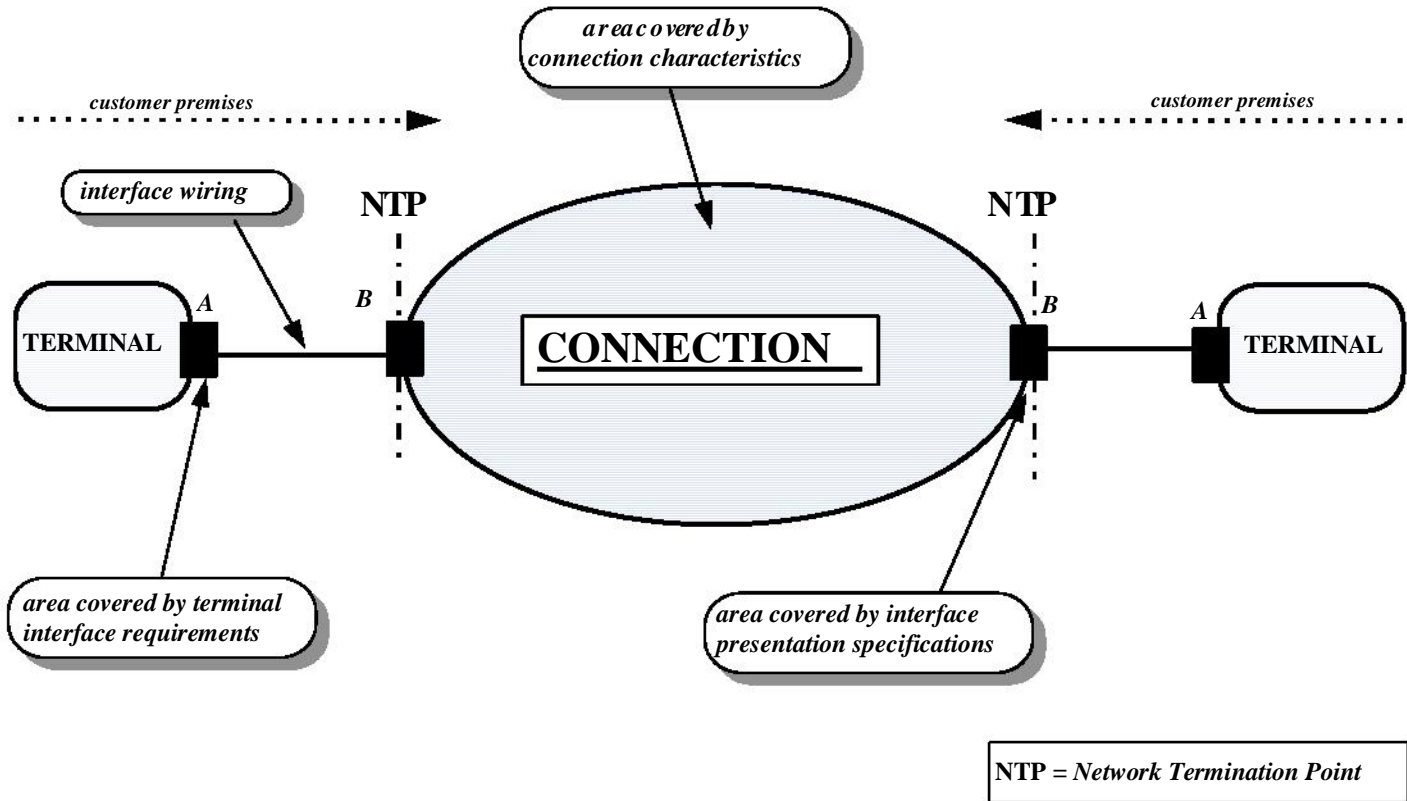 area covered by
connection characteristics
customer premises
customer premises
interface wiring
NTP
NTP
A
B
B
A
TERMINAL
CONNECTION
TERMINAL
area covered by terminal
interface requirements
area covered by interface
presentation specifications
NTP = Network Termination Point